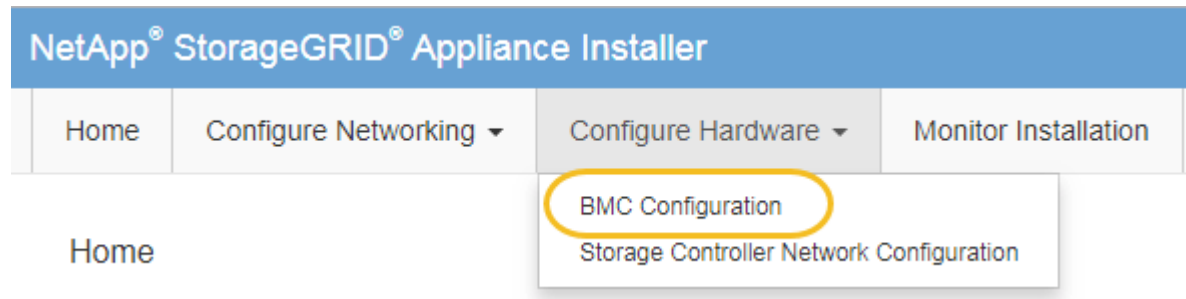 NetApp® StorageGRID® Appliance Installer
Home Configure Networking Configure Hardware Monitor Installation
BMC Configuration
Home
Storage Controller Network Configuration